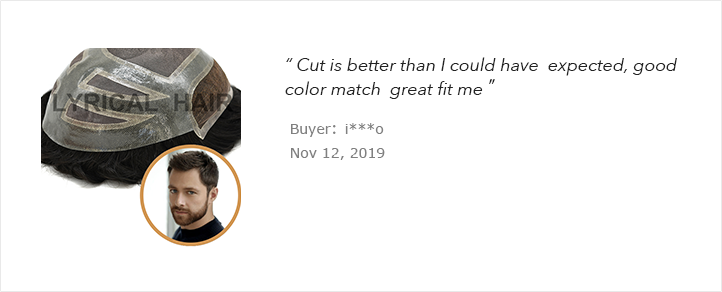 LYRICAL HAIR
“ Cut is better than I could have expected, good
color match great fit me ”
Buyer: i***o
Nov 12, 2019